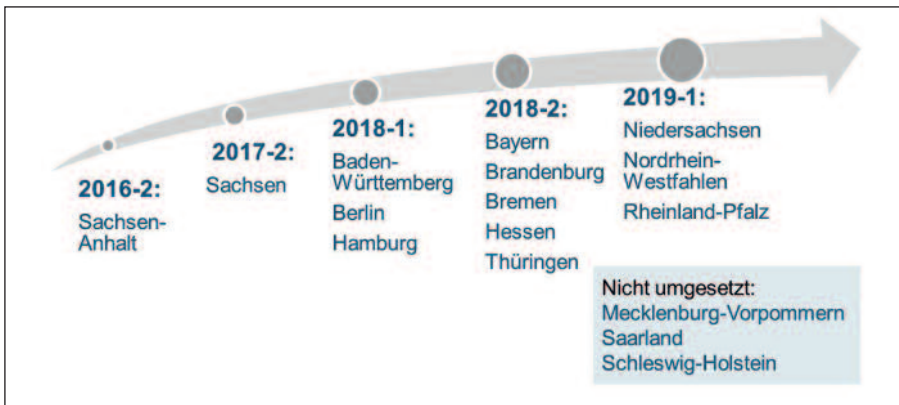 2016-2:
Sachsen-
Anhalt
2017-2:
Sachsen
2018-1:
Baden-
Württemberg
Berlin
Hamburg
2018-2:
Bayern
Brandenburg
Bremen
Hessen
Thüringen
2019-1:
Niedersachsen
Nordrhein-
Westfahlen
Rheinland-Pfalz
Nicht umgesetzt:
Mecklenburg-Vorpommern
Saarland
Schleswig-Holstein